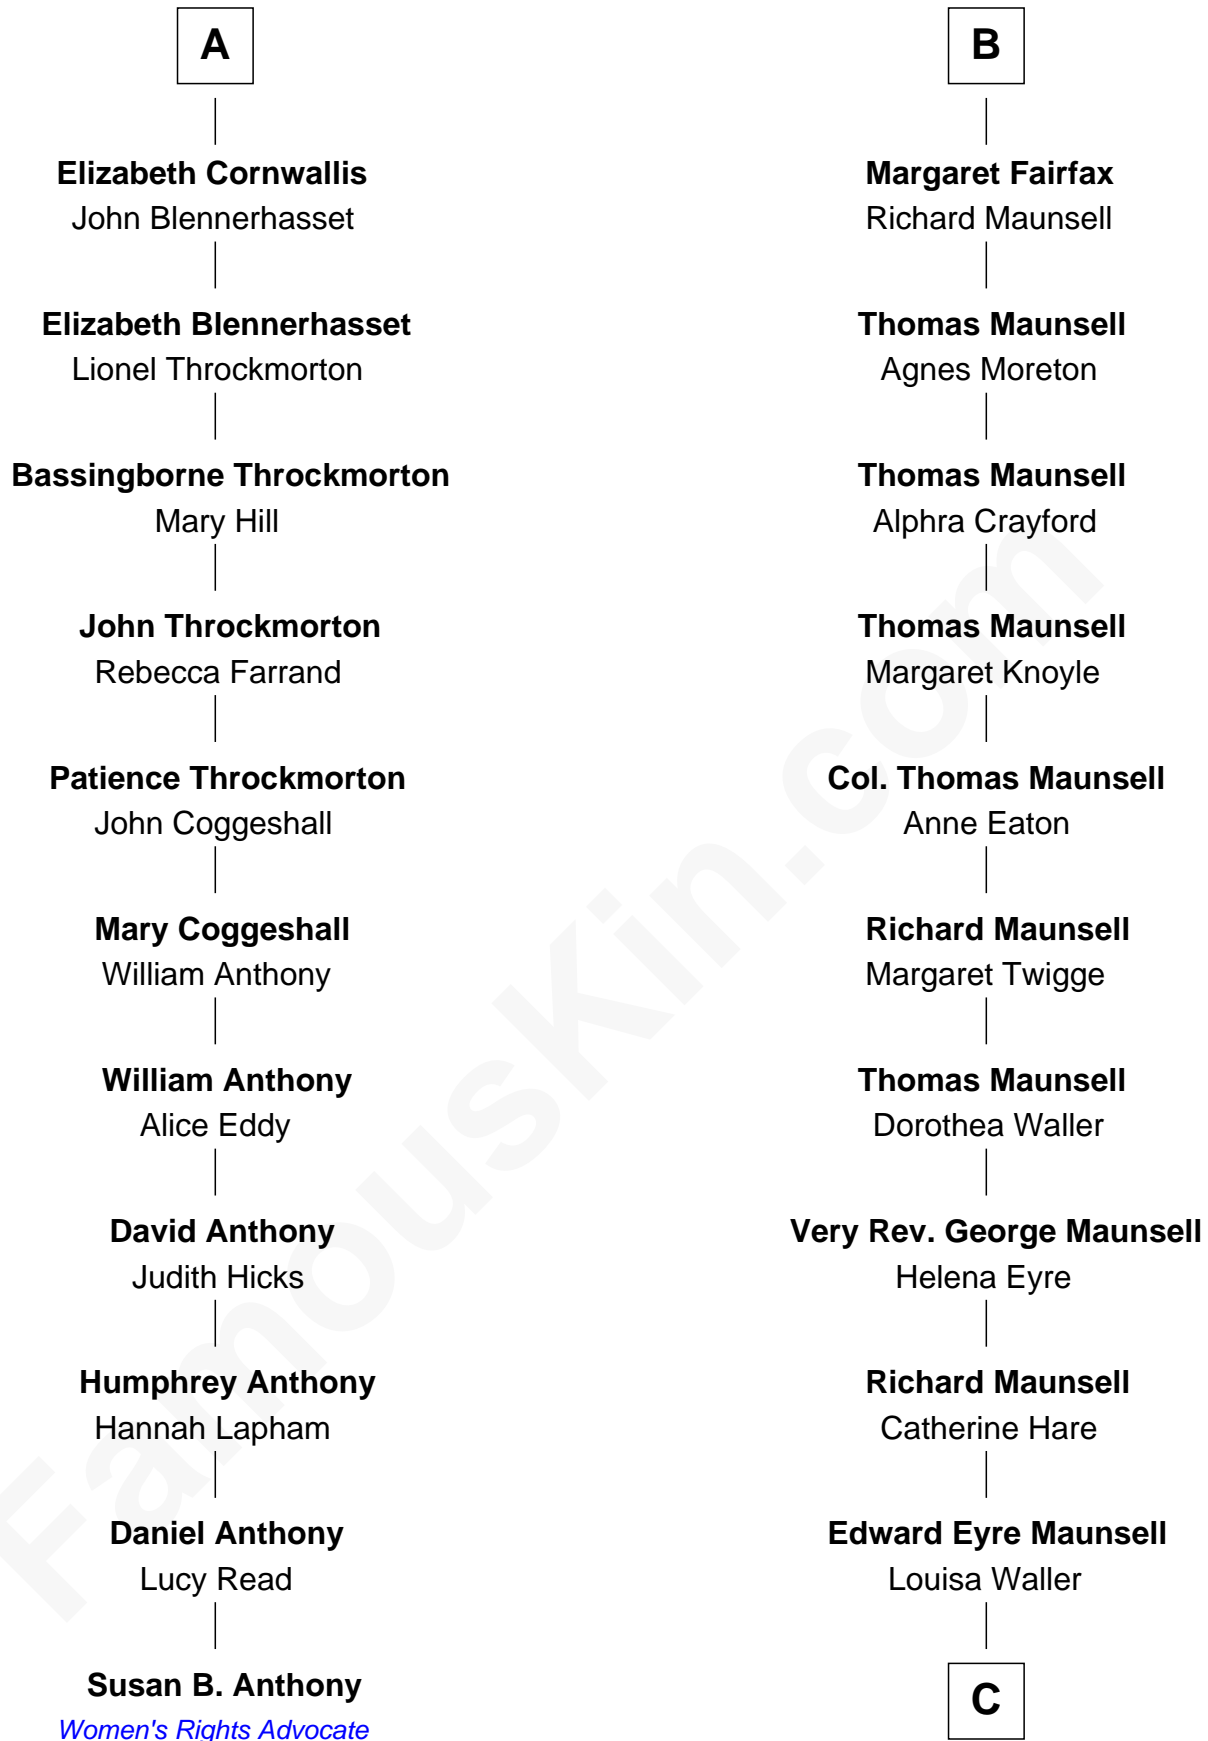 A
Elizabeth Cornwallis
John Blennerhasset
Elizabeth Blennerhasset
Lionel Throckmorton
Bassingborne Throckmorton
Mary Hill
John Throckmorton
Rebecca Farrand
Patience Throckmorton
John Coggeshall
Mary Coggeshall
William Anthony
William Anthony
Alice Eddy
David Anthony
Judith Hicks
Humphrey Anthony
Hannah Lapham
Daniel Anthony
Lucy Read
Susan B. Anthony
Women's Rights Advocate
B
Margaret Fairfax
Richard Maunsell
Thomas Maunsell
Agnes Moreton
Thomas Maunsell
Alphra Crayford
Thomas Maunsell
Margaret Knoyle
Col. Thomas Maunsell
Anne Eaton
Richard Maunsell
Margaret Twigge
Thomas Maunsell
Dorothea Waller
Very Rev. George Maunsell
Helena Eyre
Richard Maunsell
Catherine Hare
Edward Eyre Maunsell
Louisa Waller
C
FamousKin.com